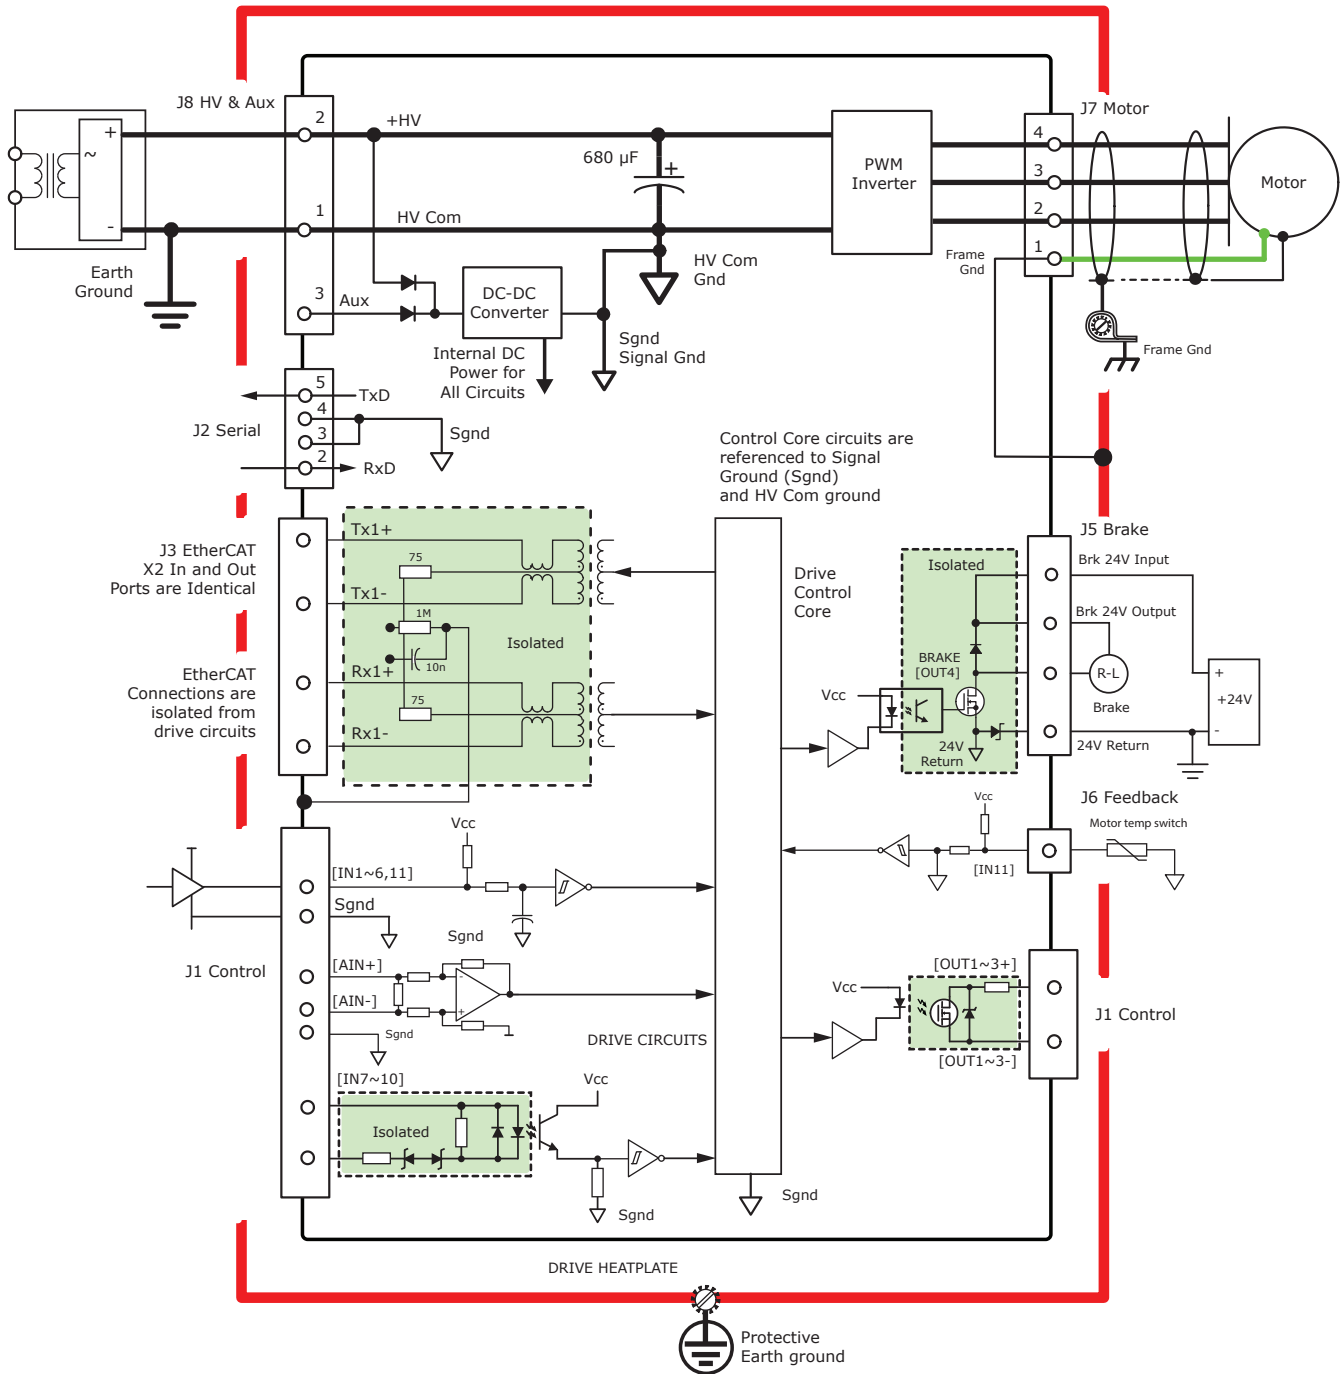 J8 HV & Aux
2
+HV
680 µF
+
+
~
-
1
HV Com
PWM
Inverter
J7 Motor
4
3
2
1
Motor
Frame
Gnd
Earth
Ground
3
Aux
DC-DC
Converter
HV Com
Gnd
Internal DC
Power for
All Circuits
Sgnd
Signal Gnd
Frame Gnd
J2 Serial
5
4
3
2
TxD
Sgnd
RxD
Control Core circuits are
referenced to Signal
Ground (Sgnd)
and HV Com ground
J3 EtherCAT
X2 In and Out
Ports are Identical
EtherCAT
Connections are
isolated from
drive circuits
Tx1+
75
Tx1-
1M
Isolated
10n
Rx1+
75
Rx1-
Drive
Control
Core
J5 Brake
Isolated
Brk 24V Input
Brk 24V Output
BRAKE
[OUT4]
Vcc
R-L
Brake
+
+24V
-
24V
Return
24V Return
J6 Feedback
Vcc
Motor temp switch
[IN11]
Vcc
[IN1~6,11]
Sgnd
Sgnd
J1 Control
[AIN+]
-
[AIN-]
+
Sgnd
DRIVE CIRCUITS
[OUT1~3+]
Vcc
J1 Control
[OUT1~3-]
[IN7~10]
Vcc
Isolated
Sgnd
Sgnd
DRIVE HEATPLATE
Protective
Earth ground